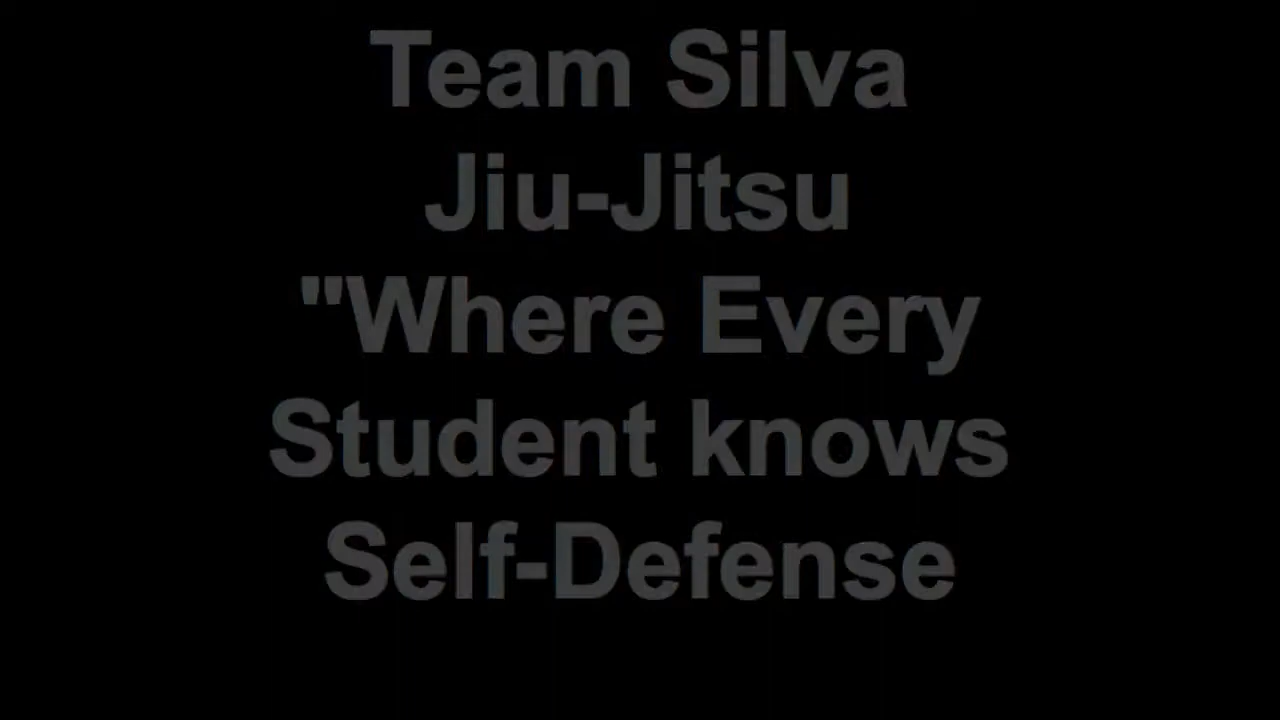 Team Silva
Jiu-Jitsu
"Where Every
Student knows
Self-Defense